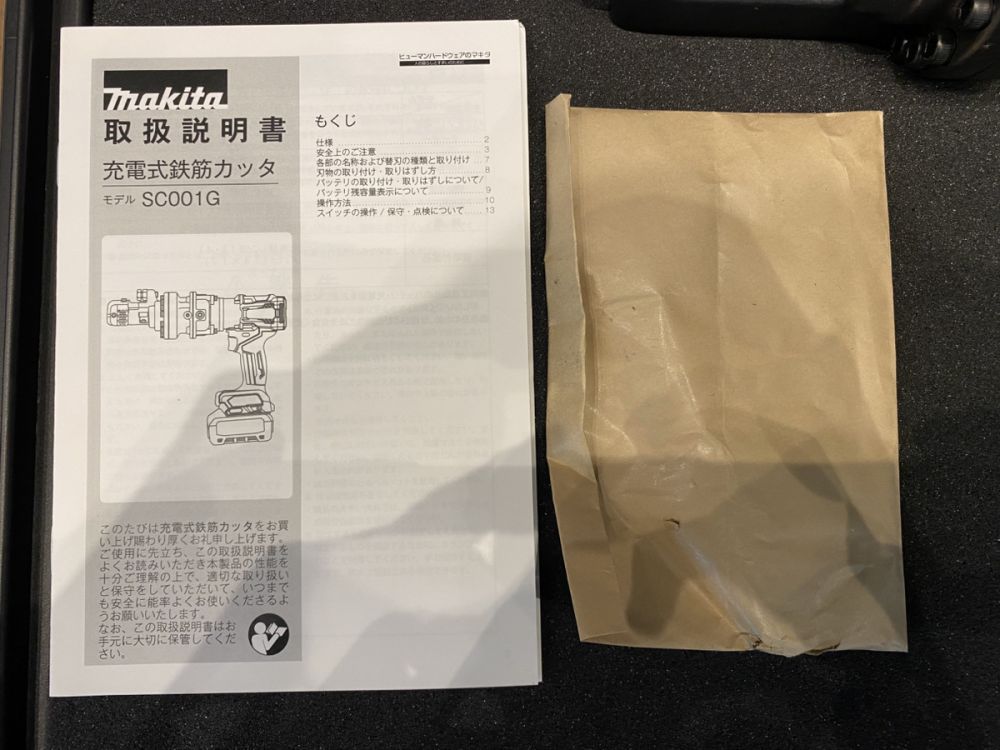 ヒューマンハードウェアのマキタ
makita
取扱説明書
充電式鉄筋カッタ
モデル SC001G
もくじ
仕様 2
安全上のご注意 3
各部の名称および替刃の種類と取り付け 7
刃物の取り付け・取りはずし方 8
バッテリの取り付け・取りはずしについて/
バッテリ残容量表示について 9
操作方法 10
スイッチの操作 / 保守・点検について 13
このたびは充電式鉄筋カッタをお買
い上げ賜わり厚くお礼申し上げます。
ご使用に先立ち、この取扱説明書を
よくお読みいただき本製品の性能を
十分ご理解の上で、適切な取り扱い
と保守をしていただいて、いつまで
も安全に能率よくお使いくださるよ
うお願いいたします。
なお、この取扱説明書はお
手元に大切に保管してくだ
さい。